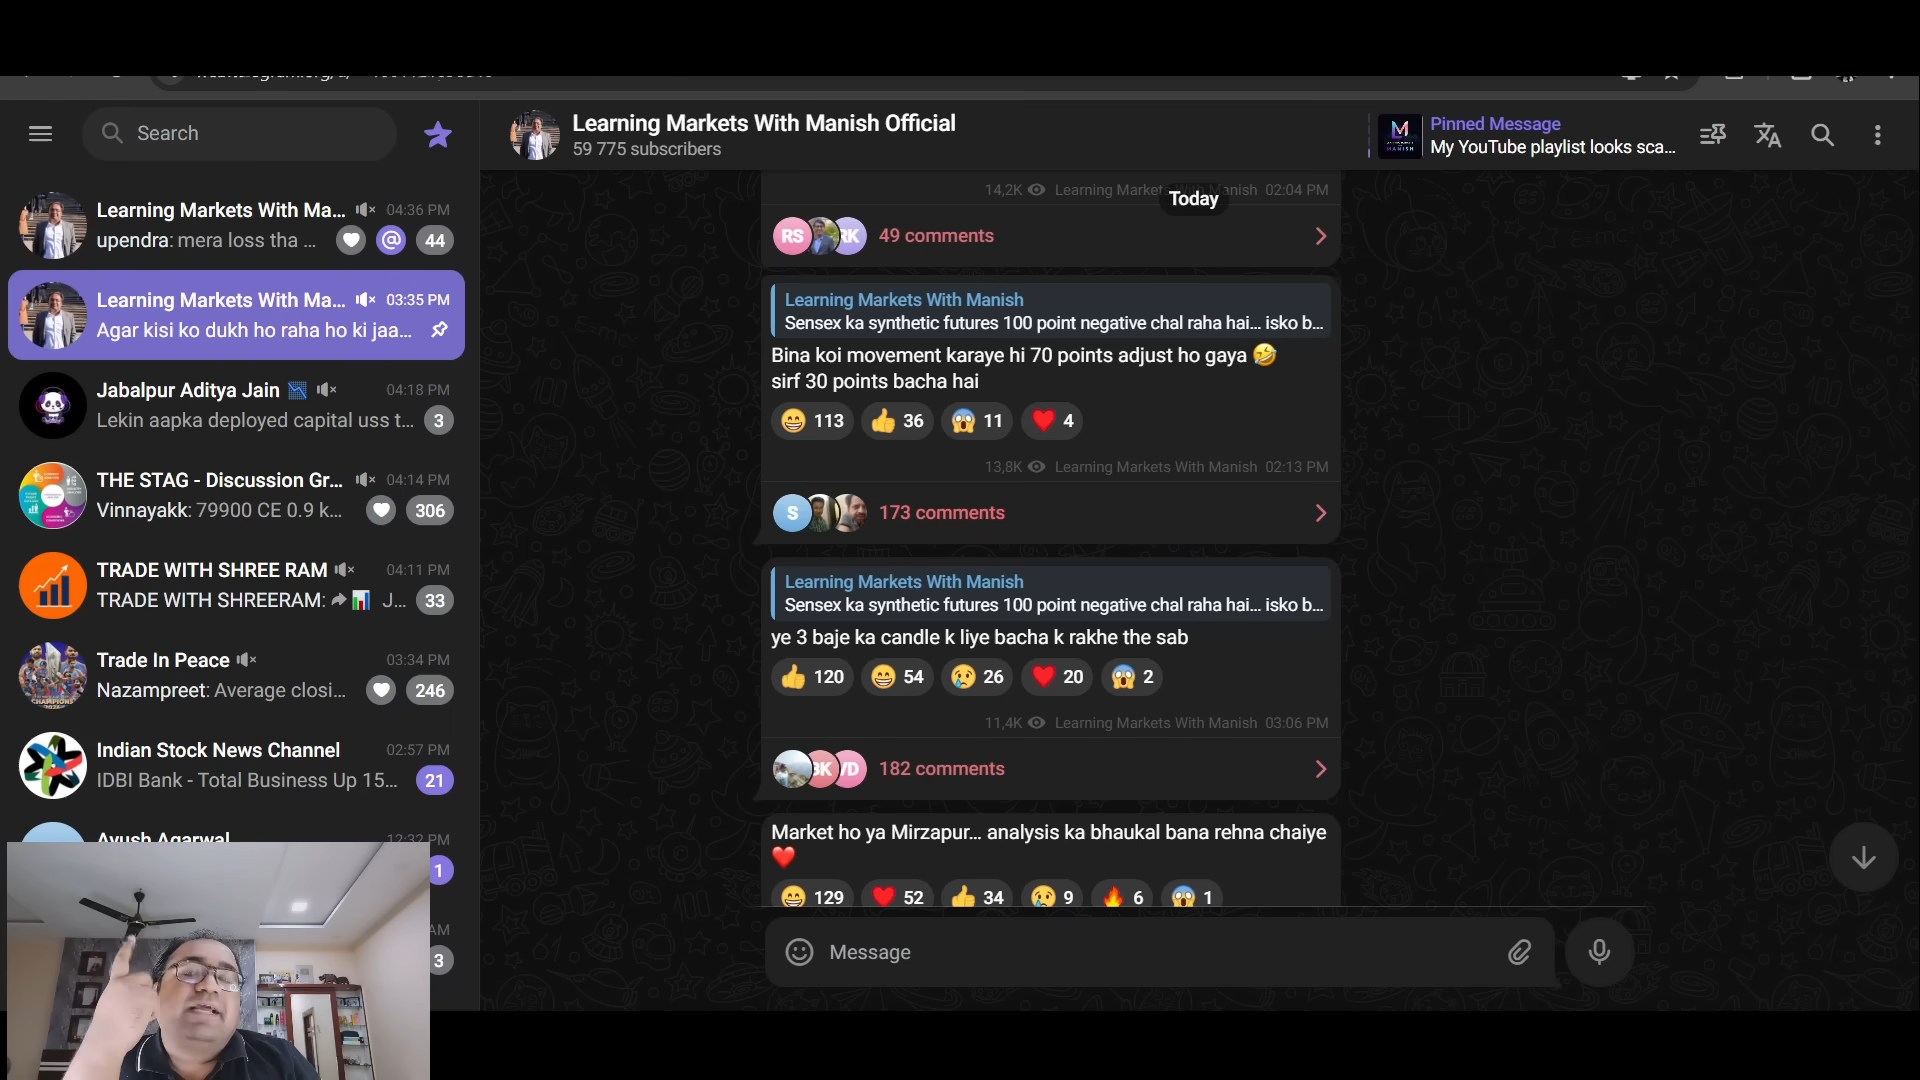 Search
Learning Markets With Ma... 04:36 PM
upendra: mera loss tha ... @ 44
Learning Markets With Ma... 03:35 PM
Agar kisi ko dukh ho raha ho ki jaa...
Jabalpur Aditya Jain 04:18 PM
Lekin aapka deployed capital uss t... 3
THE STAG - Discussion Gr... 04:14 PM
Vinnayakk: 79900 CE 0.9 k... 306
TRADE WITH SHREE RAM 04:11 PM
TRADE WITH SHREERAM: J... 33
Trade In Peace 03:34 PM
Nazampreet: Average closi... 246
Indian Stock News Channel 02:57 PM
IDBI Bank - Total Business Up 15... 21
Ayush Agarwal 12:32 PM
1
AM
3
Learning Markets With Manish Official
59 775 subscribers
Pinned Message
My YouTube playlist looks sca...
14,2K Learning Markets With Manish 02:04 PM
Today
RS RK 49 comments
Learning Markets With Manish
Sensex ka synthetic futures 100 point negative chal raha hai... isko b...
Bina koi movement karaye hi 70 points adjust ho gaya 🤣
sirf 30 points bacha hai
😁 113 👍 36 😱 11 ❤️ 4
13,8K Learning Markets With Manish 02:13 PM
S 173 comments
Learning Markets With Manish
Sensex ka synthetic futures 100 point negative chal raha hai... isko b...
ye 3 baje ka candle k liye bacha k rakhe the sab
👍 120 😁 54 😢 26 ❤️ 20 😱 2
11,4K Learning Markets With Manish 03:06 PM
BK VD 182 comments
Market ho ya Mirzapur... analysis ka bhaukal bana rehna chaiye
❤️
😁 129 ❤️ 52 👍 34 😢 9 🔥 6 😱 1
Message